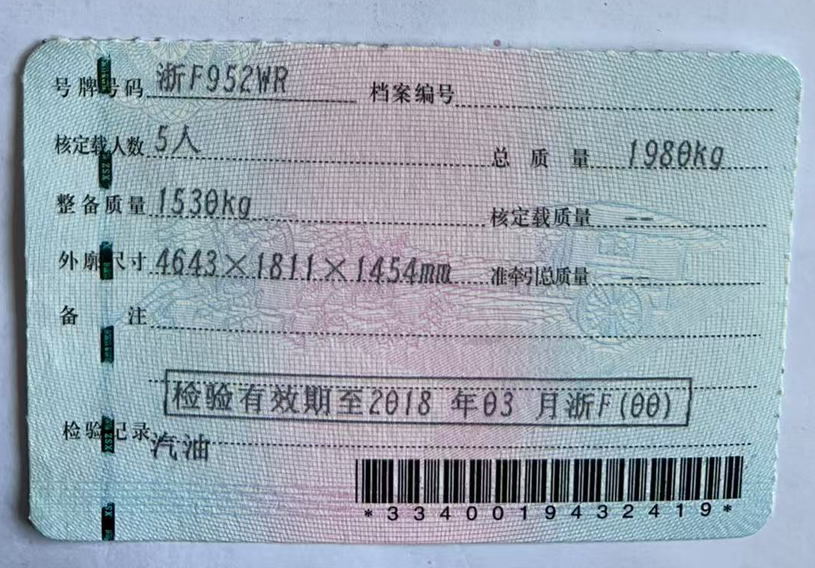 号牌号码 浙F952WR 档案编号
核定载人数 5人 总质量 1980kg
整备质量 1530kg 核定载质量 --
外廓尺寸 4643×1811×1454mm 准牵引总质量 --
备注
检验有效期至2018年03月浙F(00)
检验记录 汽油
*3340019432419*